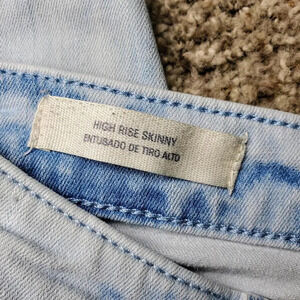 HIGH RISE SKINNY
ENTUBADO DE TIRO ALTO